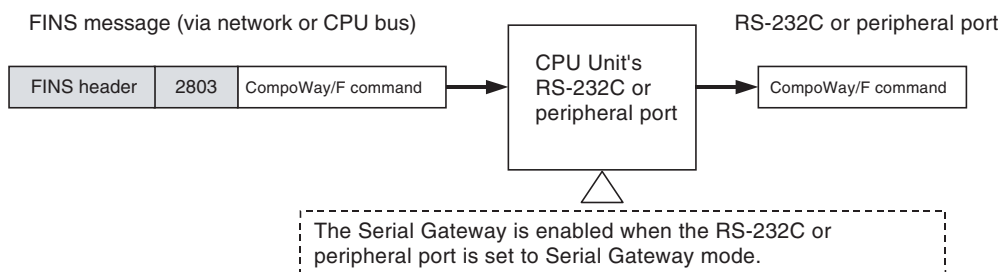 FINS message (via network or CPU bus)
RS-232C or peripheral port
FINS header
2803
CompoWay/F command
CPU Unit's
RS-232C or
peripheral port
CompoWay/F command
The Serial Gateway is enabled when the RS-232C or
peripheral port is set to Serial Gateway mode.